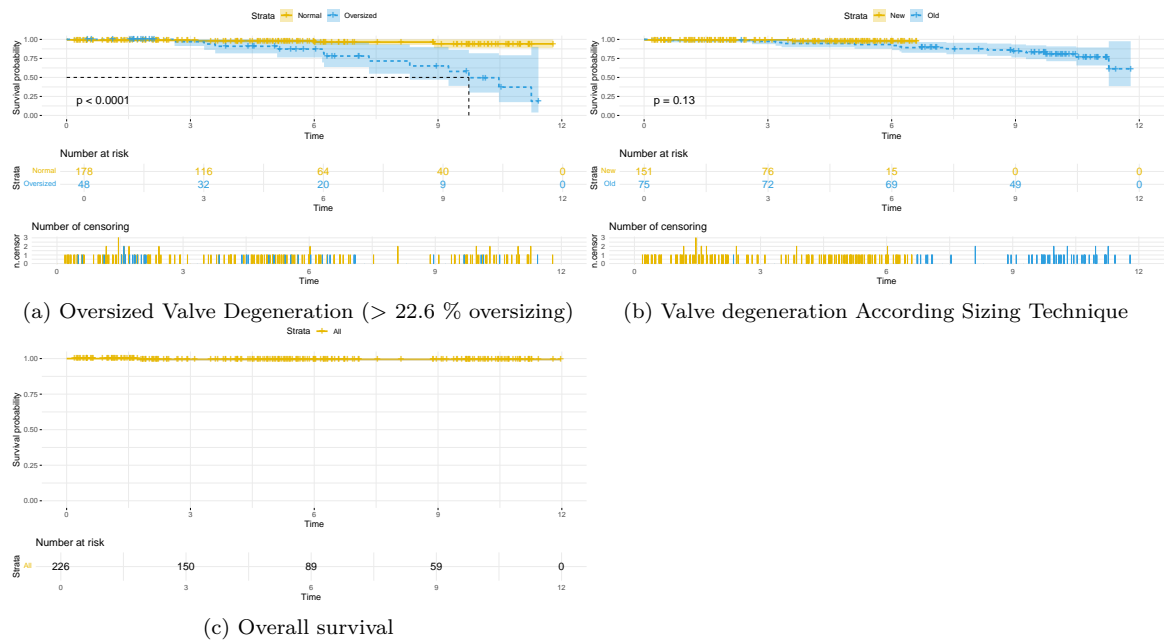 Strata Normal Oversized
Survival probability
1.00
0.75
0.50
0.25
0.00
p < 0.0001
0 3 6 9 12
Time
Number at risk
Strata
Normal 178 116 64 40 0
Oversized 48 32 20 9 0
0 3 6 9 12
Time
Number of censoring
n.censor
3
2
1
0
0 3 6 9 12
Time
(a) Oversized Valve Degeneration (> 22.6 % oversizing)
Strata New Old
Survival probability
1.00
0.75
0.50
0.25
0.00
p = 0.13
0 3 6 9 12
Time
Number at risk
Strata
New 151 76 15 0 0
Old 75 72 69 49 0
0 3 6 9 12
Time
Number of censoring
n.censor
3
2
1
0
0 3 6 9 12
Time
(b) Valve degeneration According Sizing Technique
Strata All
Survival probability
1.00
0.75
0.50
0.25
0.00
0 3 6 9 12
Time
Number at risk
Strata
All 226 150 89 59 0
0 3 6 9 12
Time
(c) Overall survival